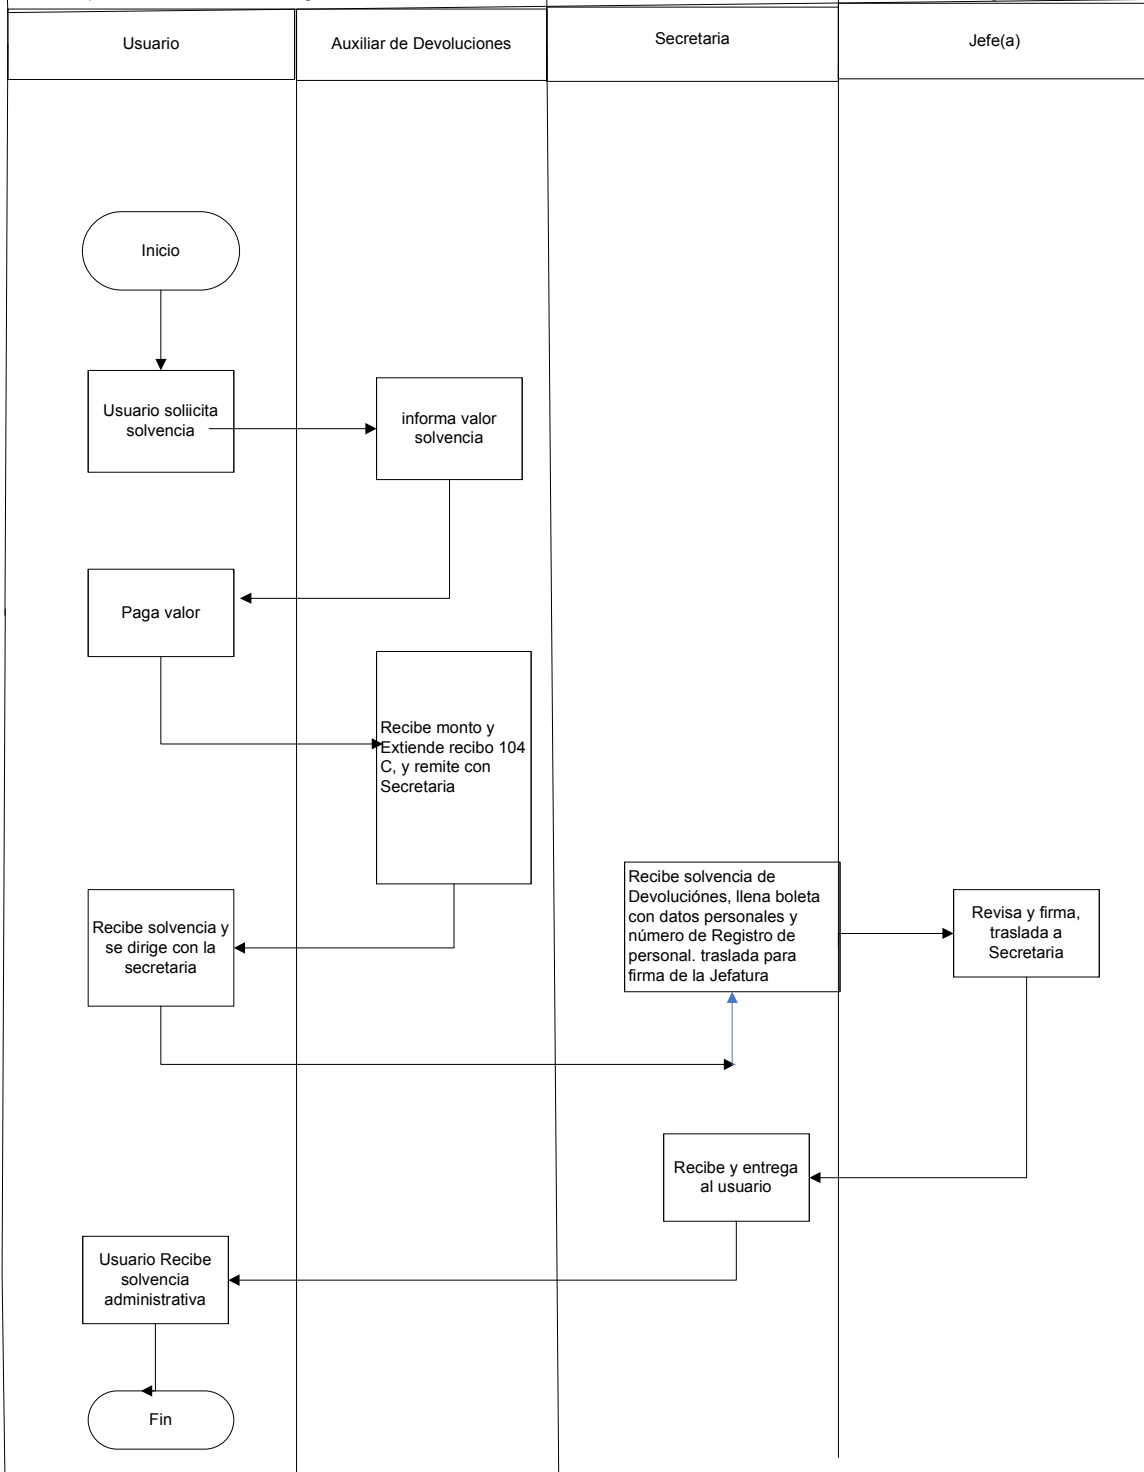 Usuario
Auxiliar de Devoluciones
Secretaria
Jefe(a)
Inicio
Usuario soliicita
solvencia
informa valor
solvencia
Paga valor
Recibe monto y
Extiende recibo 104
C, y remite con
Secretaria
Recibe solvencia y
se dirige con la
secretaria
Recibe solvencia de
Devoluciónes, llena boleta
con datos personales y
número de Registro de
personal. traslada para
firma de la Jefatura
Revisa y firma,
traslada a
Secretaria
Recibe y entrega
al usuario
Usuario Recibe
solvencia
administrativa
Fin